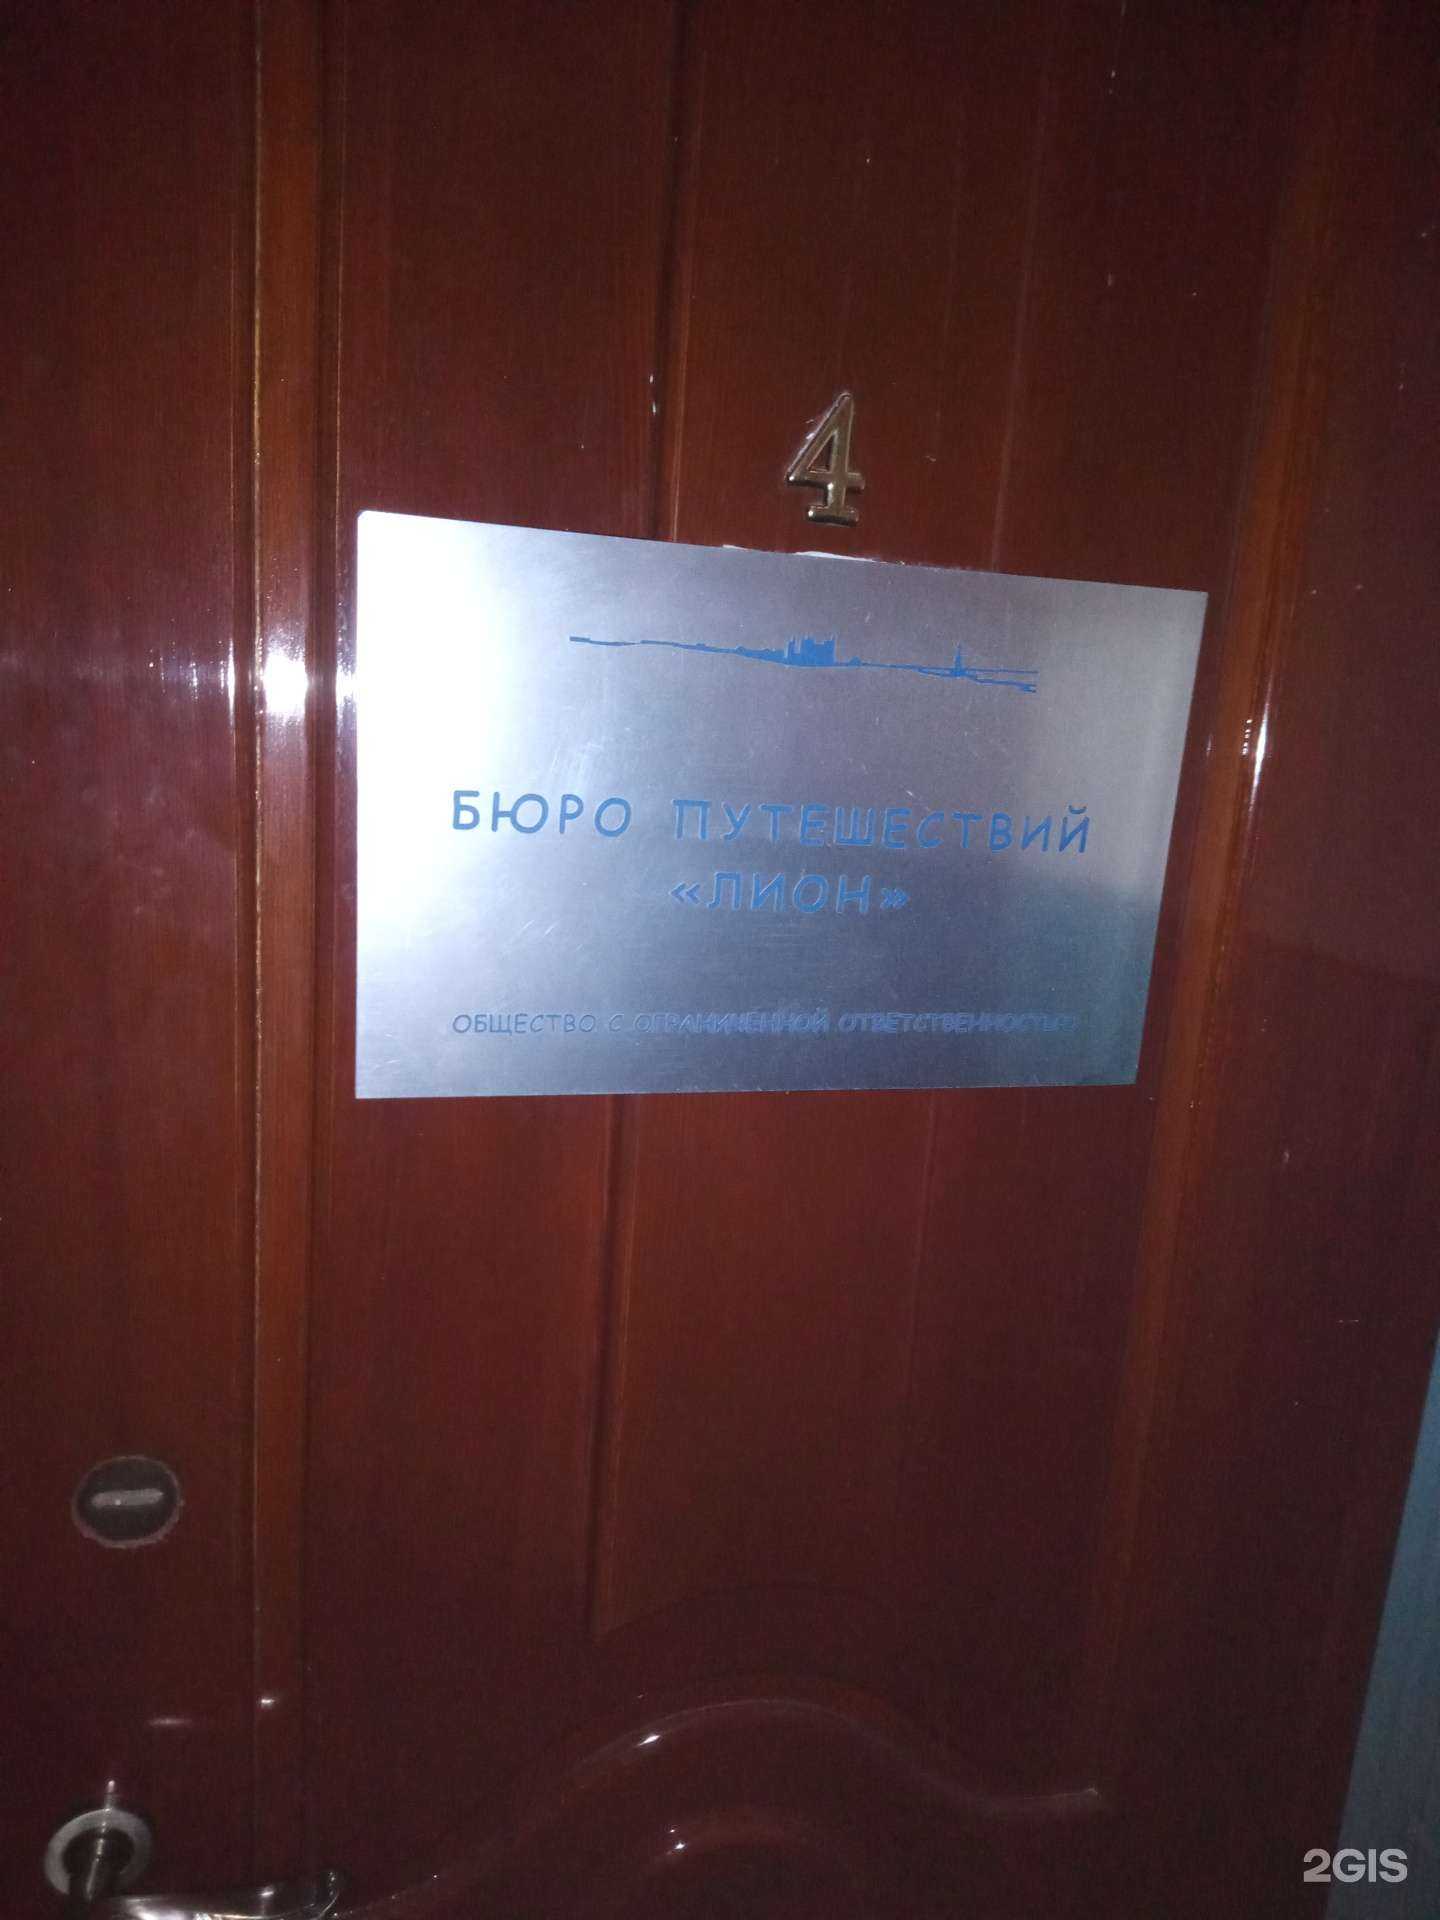 4
БЮРО ПУТЕШЕСТВИЙ
«ЛИОН»
ОБЩЕСТВО С ОГРАНИЧЕННОЙ ОТВЕТСТВЕННОСТЬЮ
2GIS